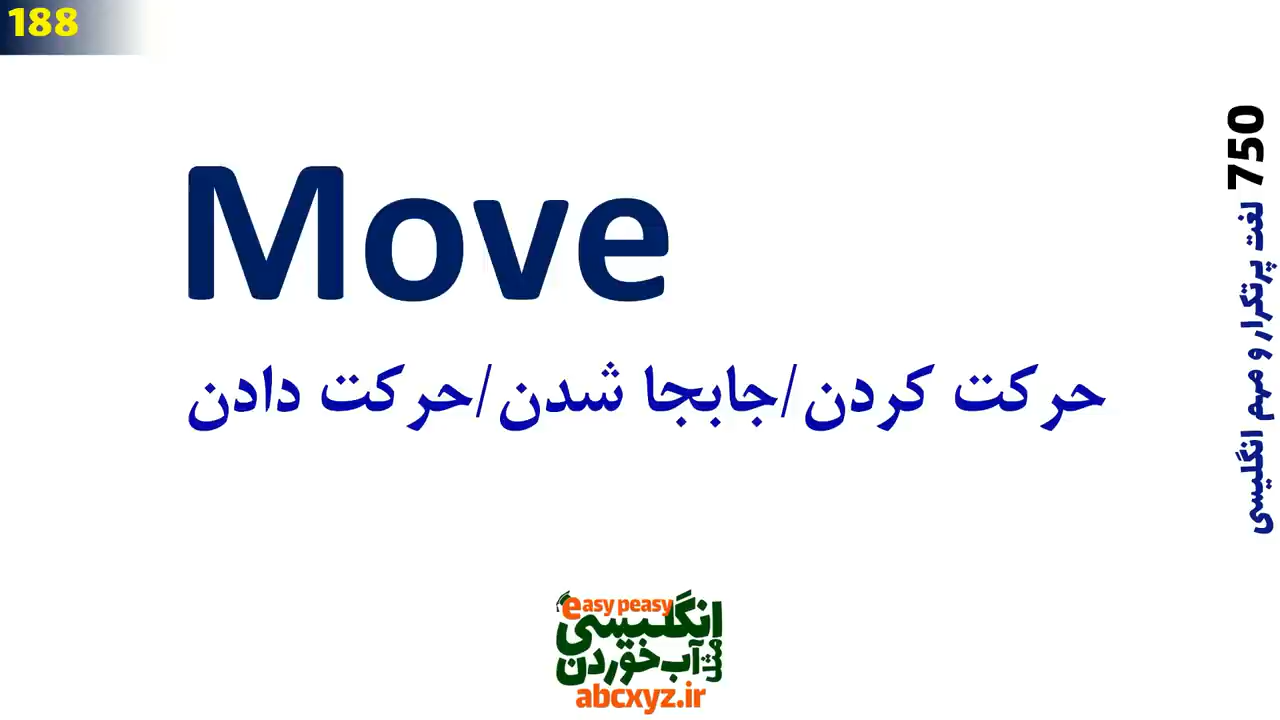 188
Move
حرکت کردن/جابجا شدن/حرکت دادن
750 لغت پرتکرار و مهم انگلیسی
easy peasy
انگلیسی
مثل آب خوردن
abcxyz.ir